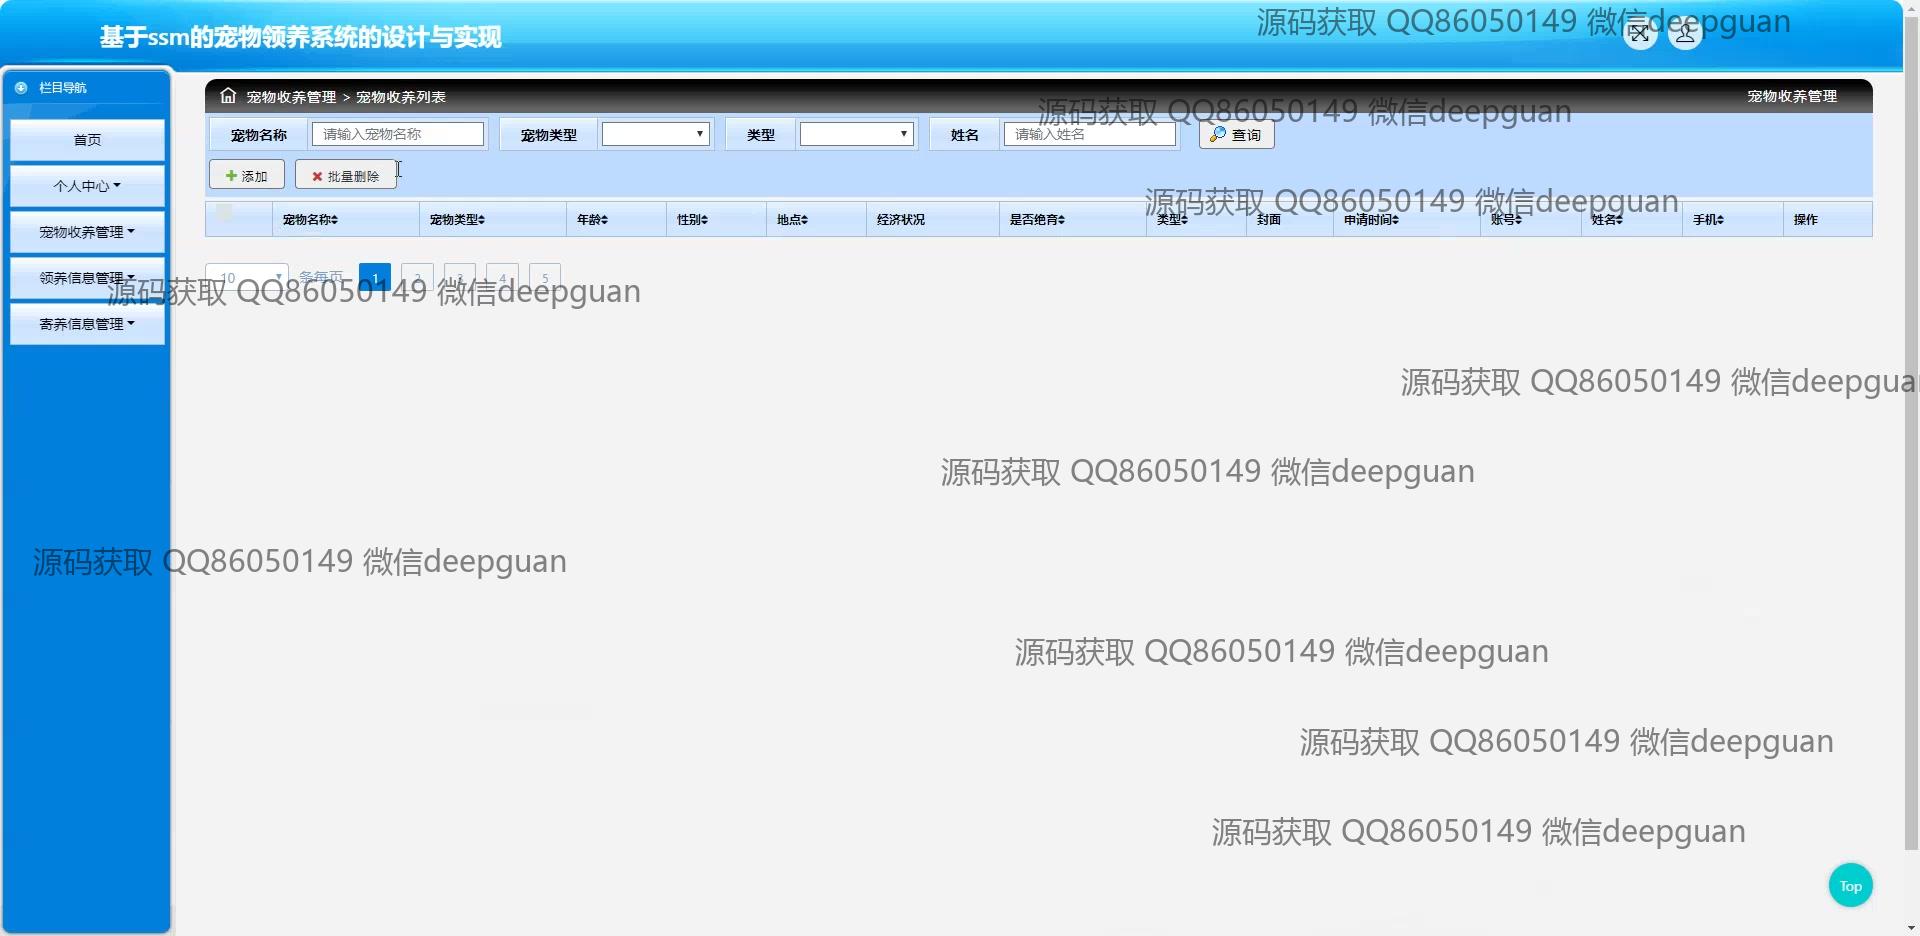 基于ssm的宠物领养系统的设计与实现
源码获取 QQ86050149 微信deepguan
栏目导航
宠物收养管理 > 宠物收养列表
宠物收养管理
源码获取 QQ86050149 微信deepguan
首页
宠物名称 请输入宠物名称 宠物类型 类型 姓名 请输入姓名 查询
个人中心
添加 批量删除
源码获取 QQ86050149 微信deepguan
宠物名称 宠物类型 年龄 性别 地点 经济状况 是否绝育 类型 封面 申请时间 账号 姓名 手机 操作
宠物收养管理
领养信息管理
10 条每页 1 2 3 4 5
源码获取 QQ86050149 微信deepguan
寄养信息管理
源码获取 QQ86050149 微信deepgua
源码获取 QQ86050149 微信deepguan
源码获取 QQ86050149 微信deepguan
源码获取 QQ86050149 微信deepguan
源码获取 QQ86050149 微信deepguan
源码获取 QQ86050149 微信deepguan
Top